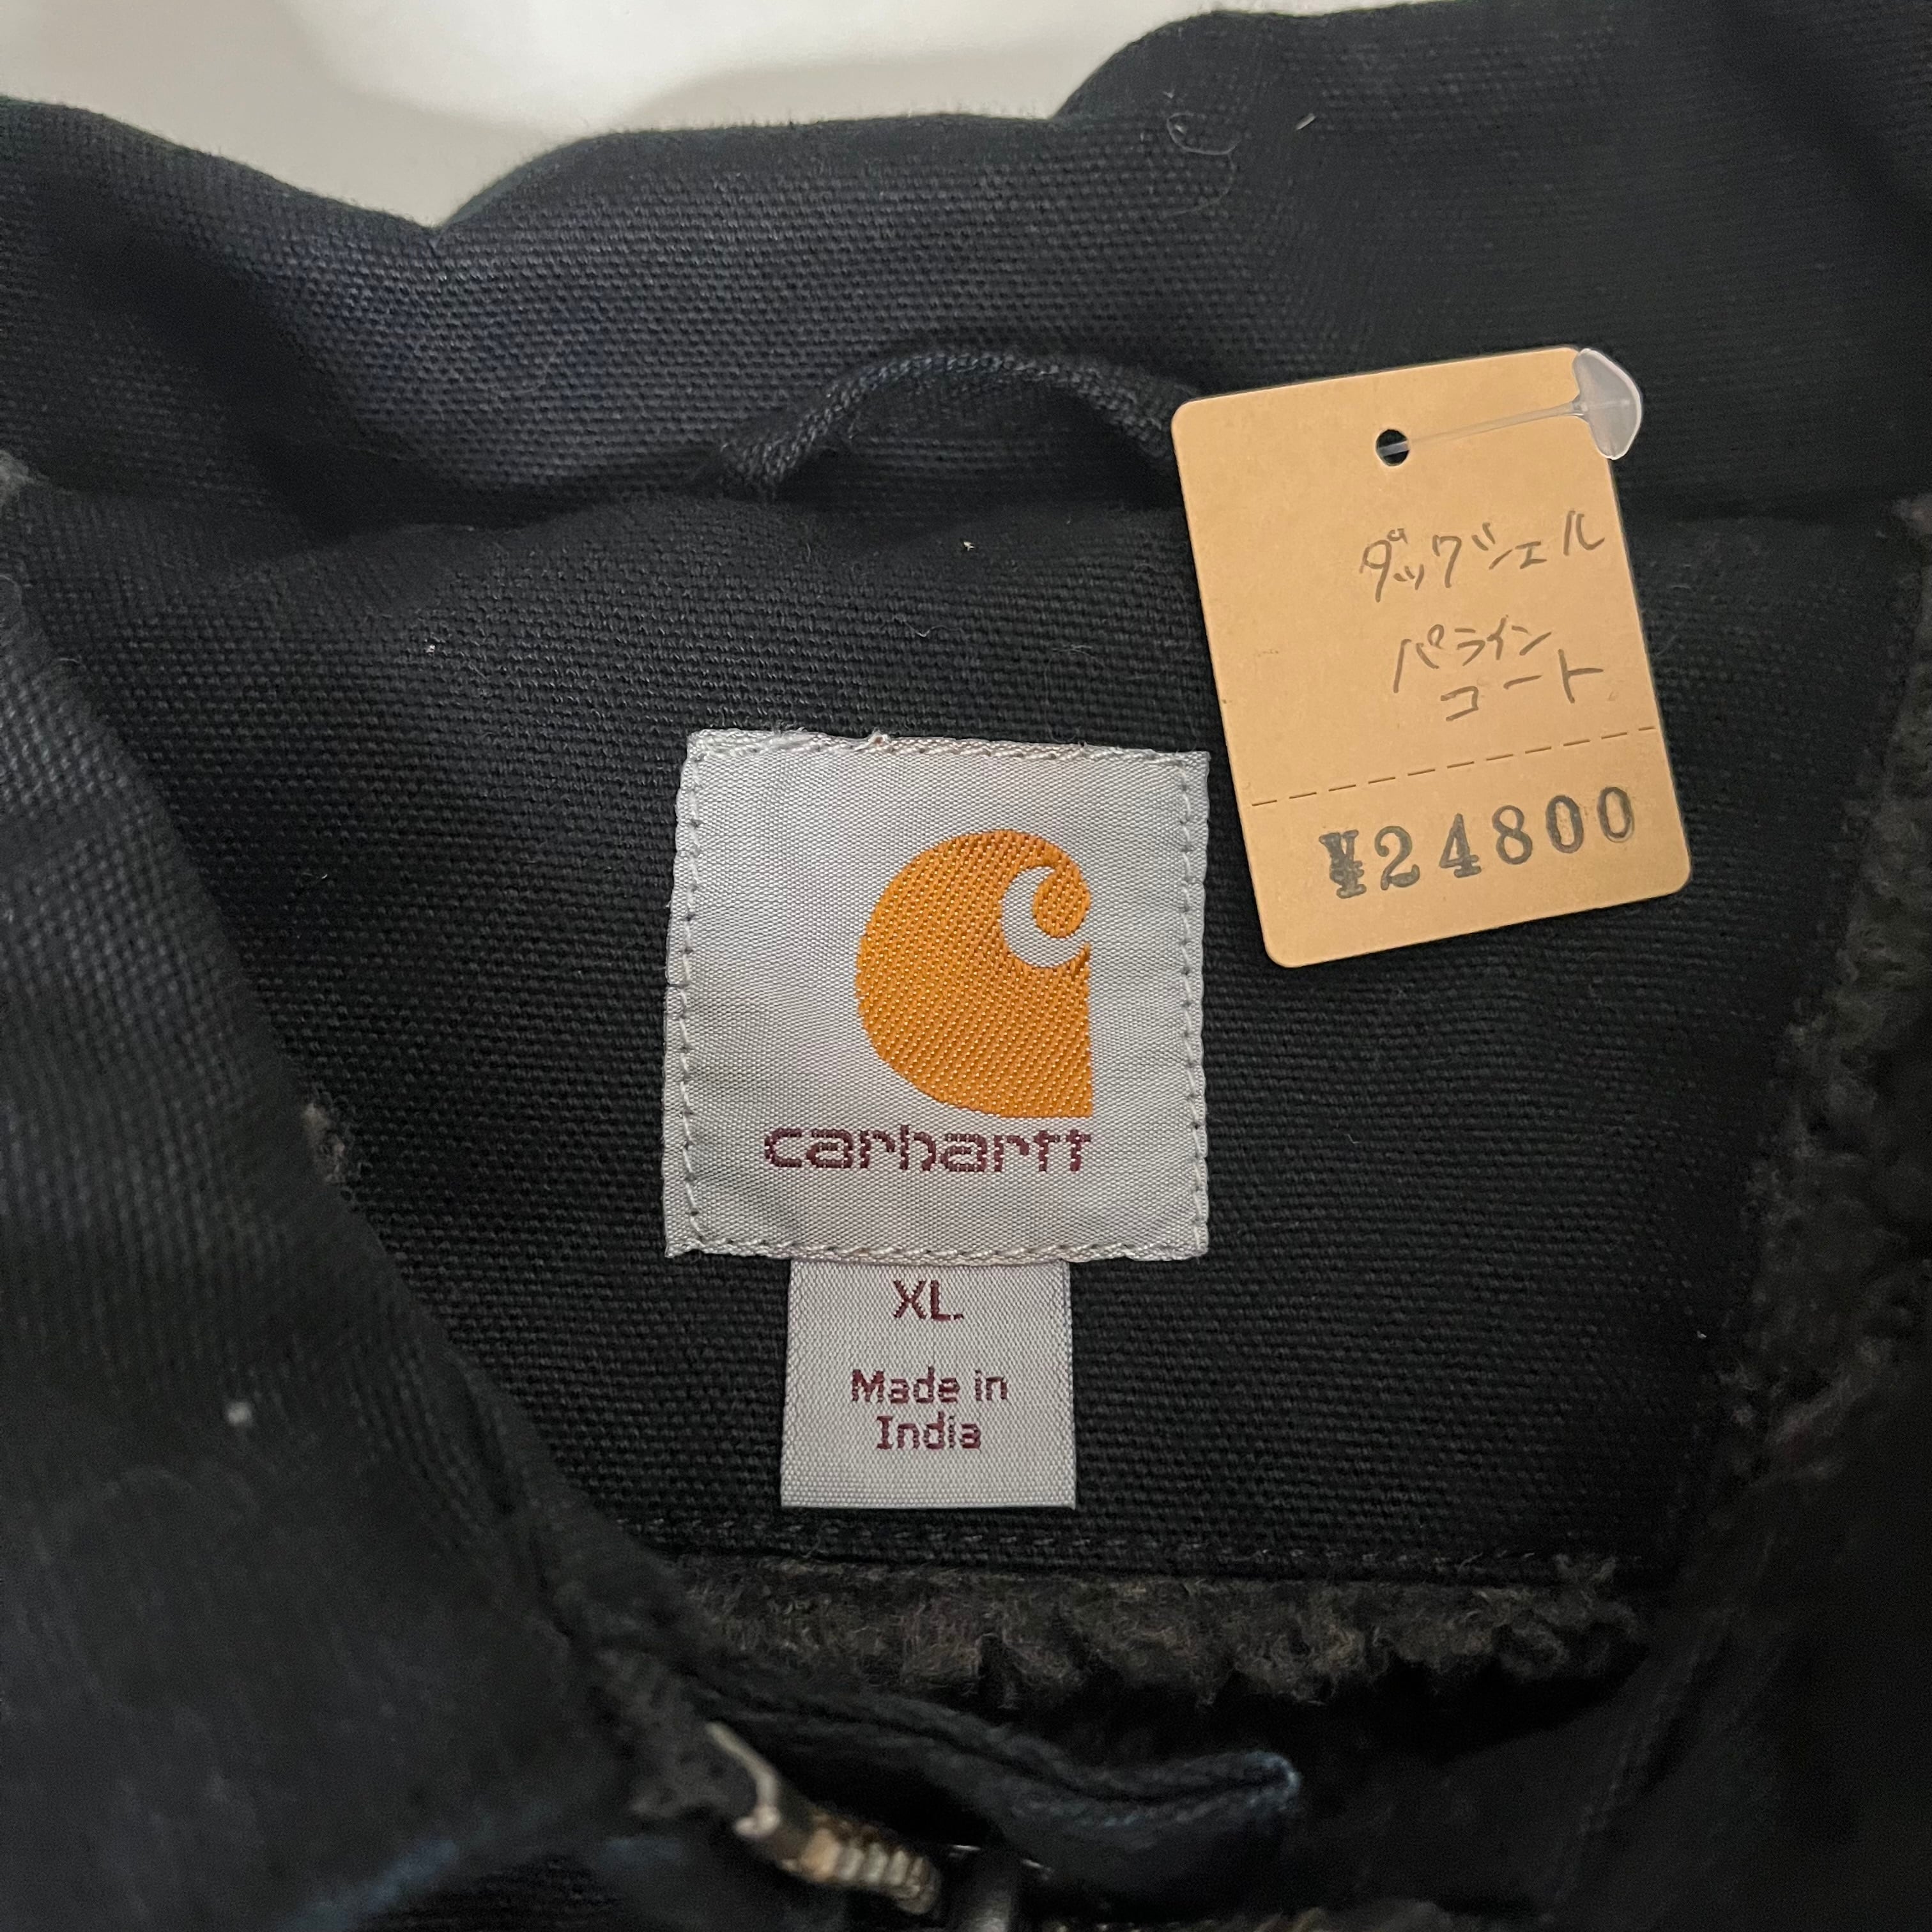 ダックシェル
パライン
コート
¥24800
carhartt
XL.
Made in
India